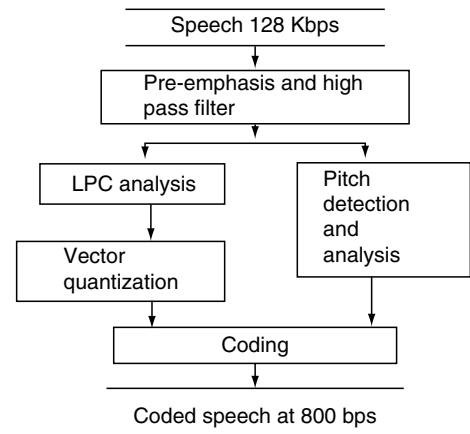 Speech 128 Kbps
Pre-emphasis and high
pass filter
LPC analysis
Pitch
detection
and
analysis
Vector
quantization
Coding
Coded speech at 800 bps